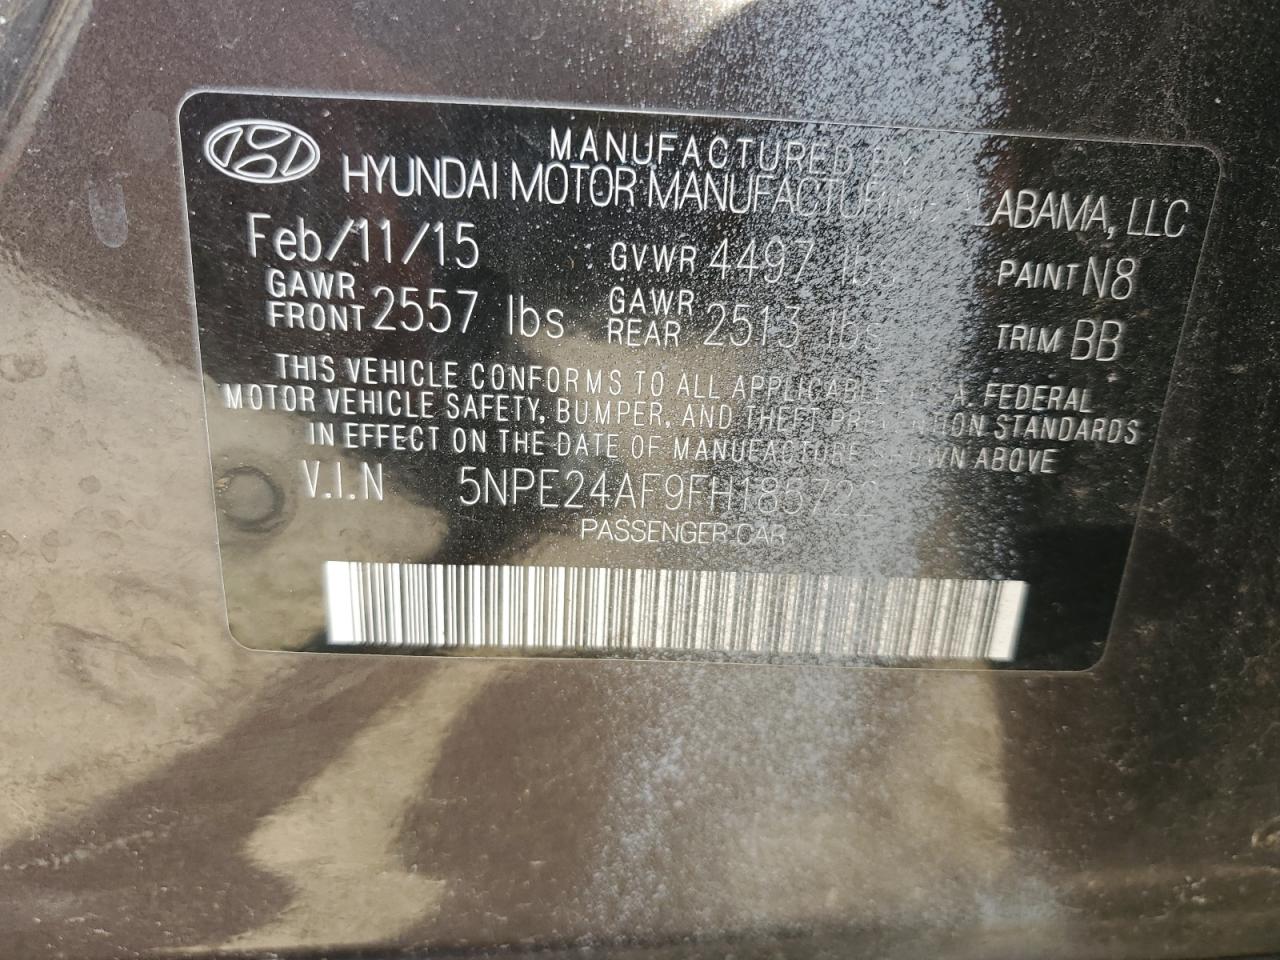 MANUFACTURED BY
HYUNDAI MOTOR MANUFACTURING ALABAMA, LLC
Feb/11/15 GVWR 4497 lbs PAINT N8
GAWR FRONT 2557 lbs GAWR REAR 2513 lbs TRIM BB
THIS VEHICLE CONFORMS TO ALL APPLICABLE U.S.A. FEDERAL
MOTOR VEHICLE SAFETY, BUMPER, AND THEFT PREVENTION STANDARDS
IN EFFECT ON THE DATE OF MANUFACTURE SHOWN ABOVE
V.I.N 5NPE24AF9FH185722
PASSENGER CAR